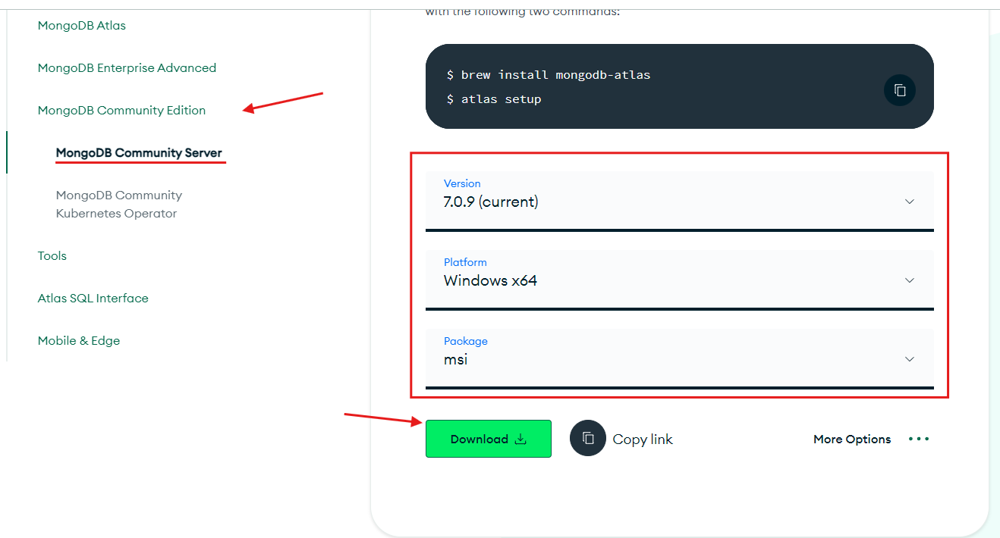 MongoDB Atlas
MongoDB Enterprise Advanced
MongoDB Community Edition
MongoDB Community Server
MongoDB Community
Kubernetes Operator
Tools
Atlas SQL Interface
Mobile & Edge
with the following two commands:
$ brew install mongodb-atlas
$ atlas setup
Version
7.0.9 (current)
Platform
Windows x64
Package
msi
Download
Copy link
More Options